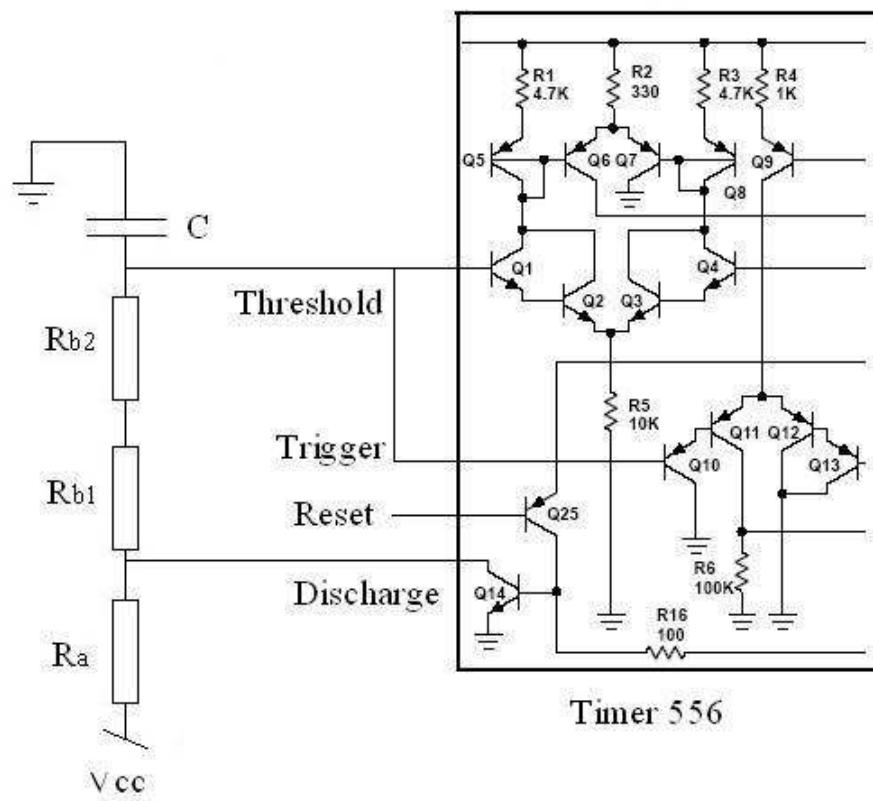 R1
4.7K
R2
330
R3
4.7K
R4
1K
Q5
Q6
Q7
Q8
Q9
C
Q1
Q2
Q3
Q4
Threshold
Rb2
R5
10K
Q11
Q12
Q10
Q13
Trigger
Rb1
Reset
Q25
R6
100K
Discharge
Q14
R16
100
Ra
Timer 556
Vcc